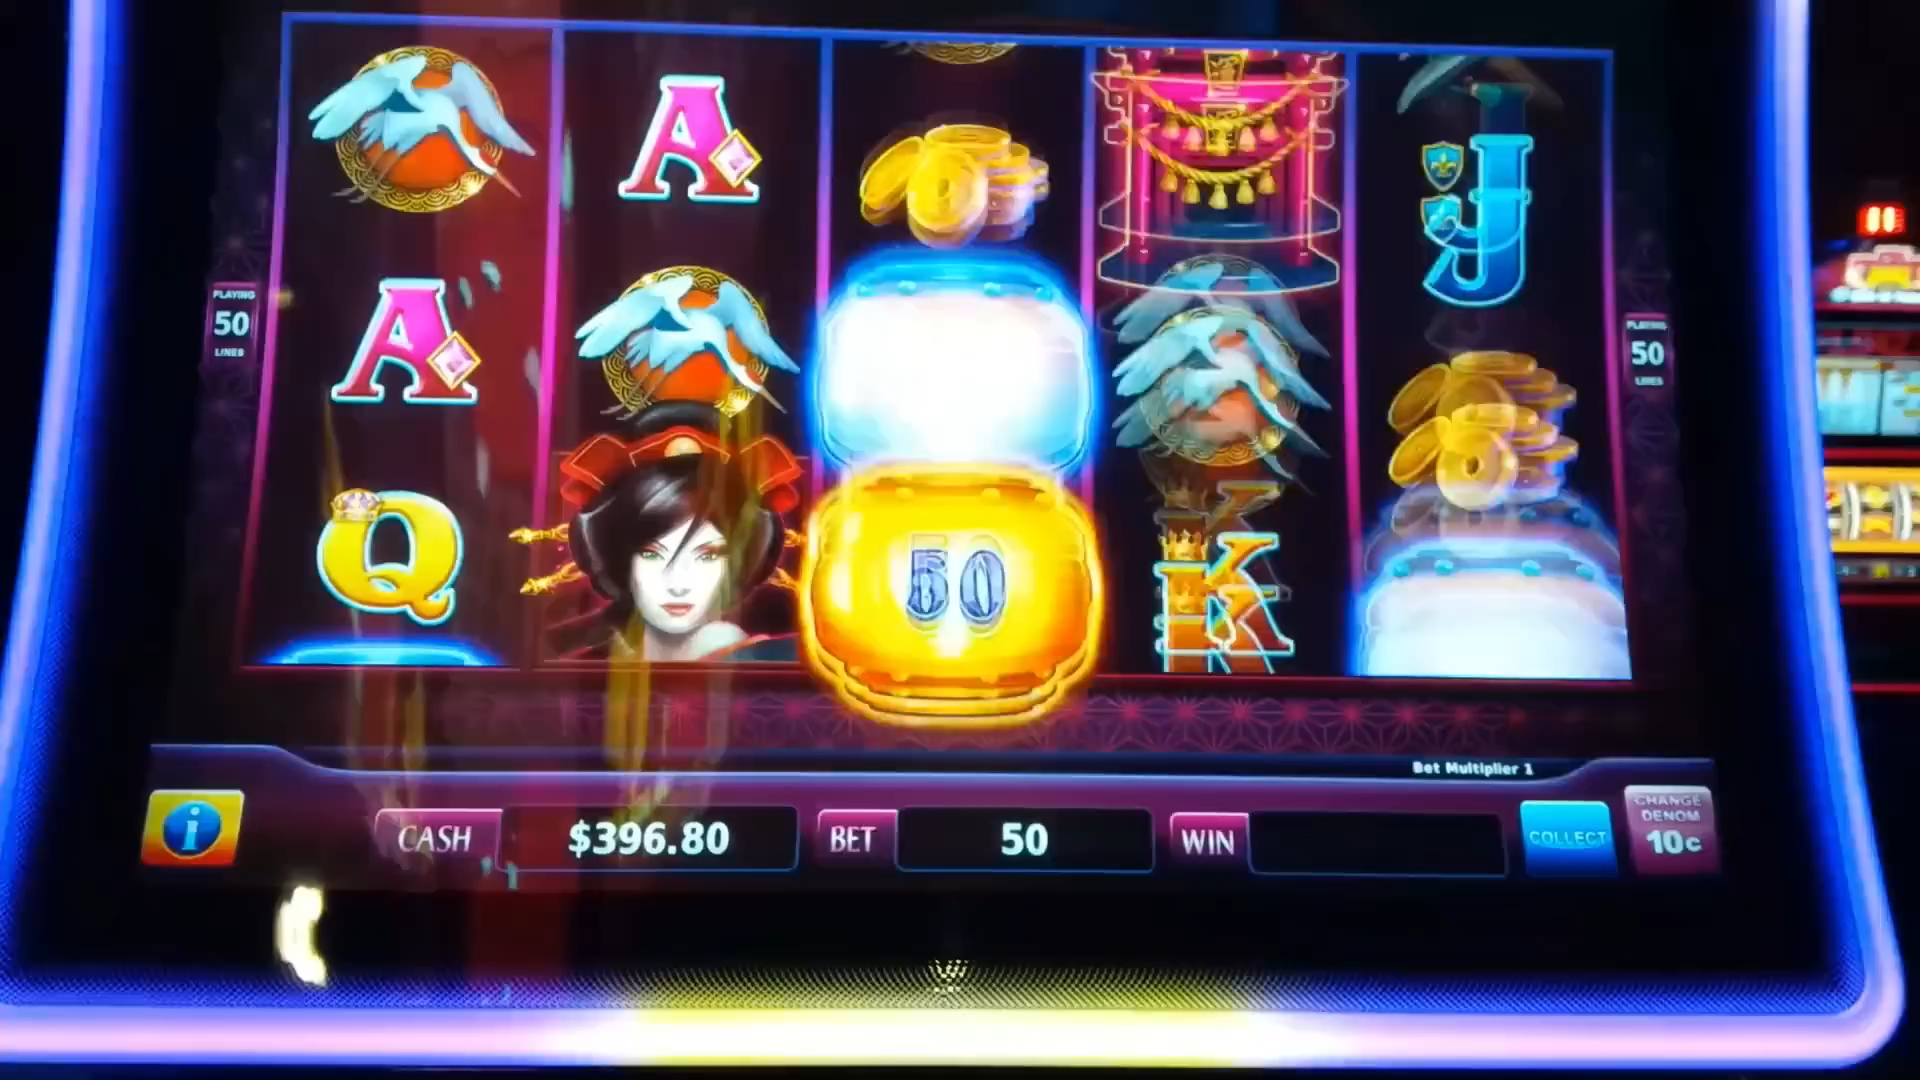 A
J
PLAYING
50
LINES
A
PLAYING
50
LINES
Q
50
K
Bet Multiplier 1
i
CASH
$396.80
BET
50
WIN
COLLECT
CHANGE
DENOM
10c